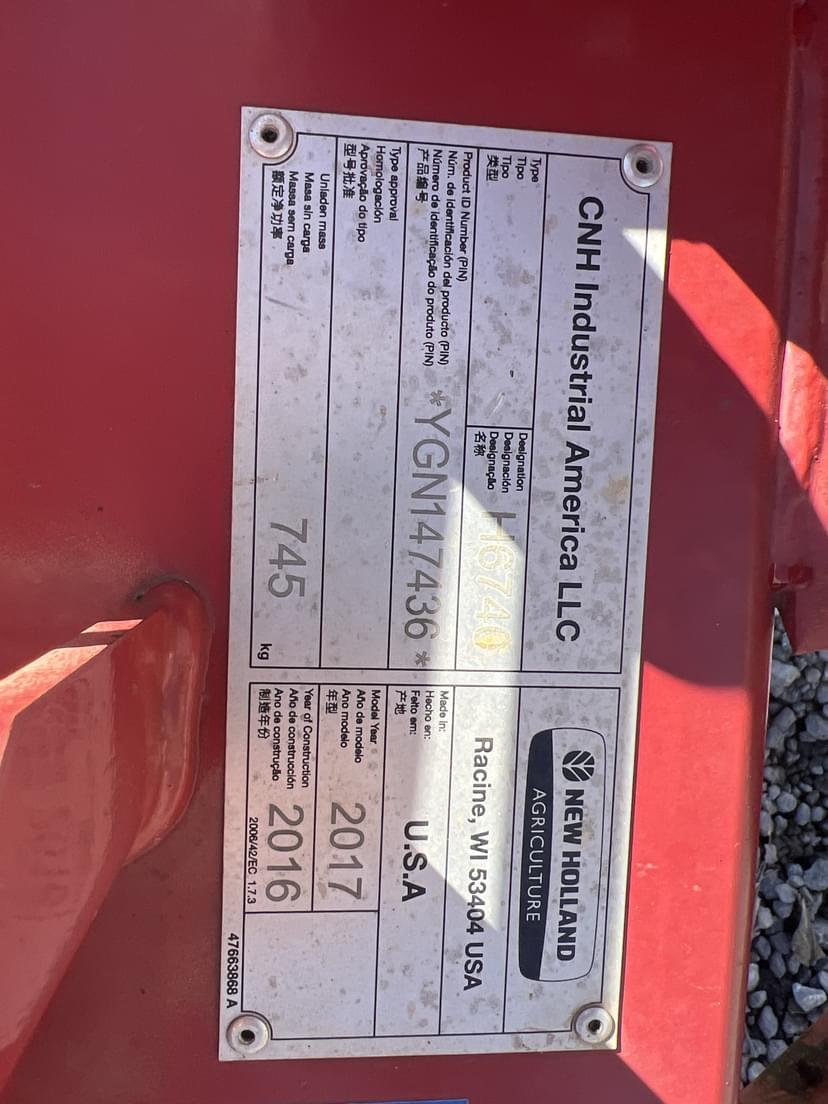 CNH Industrial America LLC
Type
Tipo
Tipo
类型
Designation
Designación
Designação
名称
H6740
Product ID Number (PIN)
Núm. de identificación del producto (PIN)
Número de identificação do produto (PIN)
产品编号
*YGN147436*
Type approval
Homologación
Aprovação do tipo
型号批准
Unladen mass
Masa sin carga
Massa sem carga
额定净功率
745
kg
NEW HOLLAND
AGRICULTURE
Racine, WI 53404 USA
Made in:
Hecho en:
Feito em:
产地
U.S.A
Model Year
Año de modelo
Ano modelo
年型
2017
Year of Construction
Año de construcción
Ano de construção
制造年份
2016
2006/42/EC 1.7.3
47663868 A